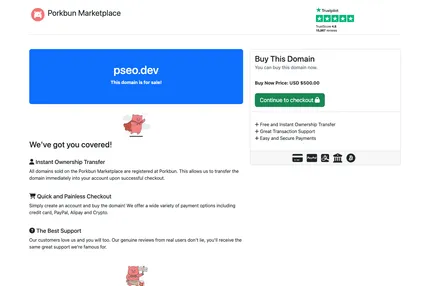 Porkbun Marketplace
Trustpilot
TrustScore 4.8
pseo.dev
This domain is for sale!
Buy This Domain
You can buy this domain now.
Buy Now Price: USD $500.00
Continue to checkout
Free and Instant Ownership Transfer
Great Transaction Support
Easy and Secure Payments
PayPal
We've got you covered!
Instant Ownership Transfer
All domains sold on the Porkbun Marketplace are registered at Porkbun. This allows us to transfer the
domain immediately into your account upon successful checkout.
Quick and Painless Checkout
Simply create an account and buy the domain! We offer a wide variety of payment options including
credit card, PayPal, Alipay and Crypto.
The Best Support
Our customers love us and you will too. Our genuine reviews from real users don't lie, you'll receive the
same great support we're famous for.